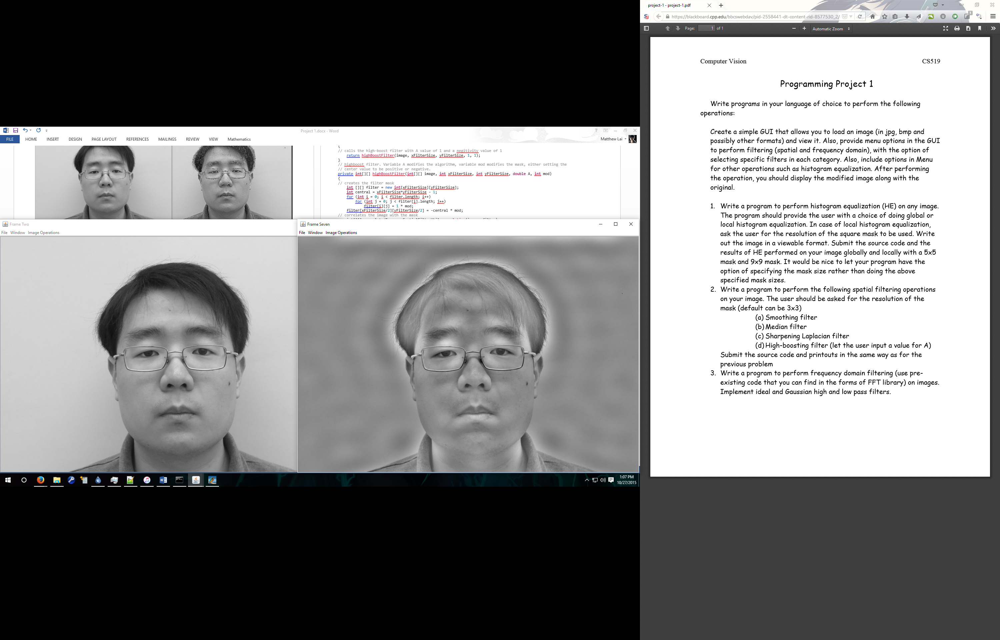 Project 1.docx - Word
FILE HOME INSERT DESIGN PAGE LAYOUT REFERENCES MAILINGS REVIEW VIEW Mathematics
Matthew Lai
{
// calls the high-boost filter with A value of 1 and a negitivity value of 1
return highBoostFilter(image, xFilterSize, yFilterSize, 1, 1);
}
// highboost filter. Variable A modifies the algorithm, variable mod modifies the mask, either setting the
// center value to be positive or negative.
private int[][] highBoostFilter(int[][] image, int xFilterSize, int yFilterSize, double A, int mod)
{
// creates the filter mask
int [][] filter = new int[xFilterSize][yFilterSize];
int central = xFilterSize*yFilterSize - 1;
for (int i = 0; i < filter.length; i++)
for (int j = 0; j < filter[i].length; j++)
filter[i][j] = 1 * mod;
filter[xFilterSize/2][yFilterSize/2] = -central * mod;
// correlates the image with the mask
Frame Two
File Window Image Operations
Frame Seven
File Window Image Operations
1:07 PM
10/27/2015
project-1 - project-1.pdf
https://blackboard.cpp.edu/bbcswebdav/pid-2558441-dt-content-rid-8577530_2/
Page: 1 of 1
Automatic Zoom
Computer Vision CS519
Programming Project 1
Write programs in your language of choice to perform the following
operations:
Create a simple GUI that allows you to load an image (in jpg, bmp and
possibly other formats) and view it. Also, provide menu options in the GUI
to perform filtering (spatial and frequency domain), with the option of
selecting specific filters in each category. Also, include options in Menu
for other operations such as histogram equalization. After performing
the operation, you should display the modified image along with the
original.
1. Write a program to perform histogram equalization (HE) on any image.
The program should provide the user with a choice of doing global or
local histogram equalization. In case of local histogram equalization,
ask the user for the resolution of the square mask to be used. Write
out the image in a viewable format. Submit the source code and the
results of HE performed on your image globally and locally with a 5x5
mask and 9x9 mask. It would be nice to let your program have the
option of specifying the mask size rather than doing the above
specified mask sizes.
2. Write a program to perform the following spatial filtering operations
on your image. The user should be asked for the resolution of the
mask (default can be 3x3)
(a) Smoothing filter
(b) Median filter
(c) Sharpening Laplacian filter
(d) High-boosting filter (let the user input a value for A)
Submit the source code and printouts in the same way as for the
previous problem
3. Write a program to perform frequency domain filtering (use pre-
existing code that you can find in the forms of FFT library) on images.
Implement ideal and Gaussian high and low pass filters.